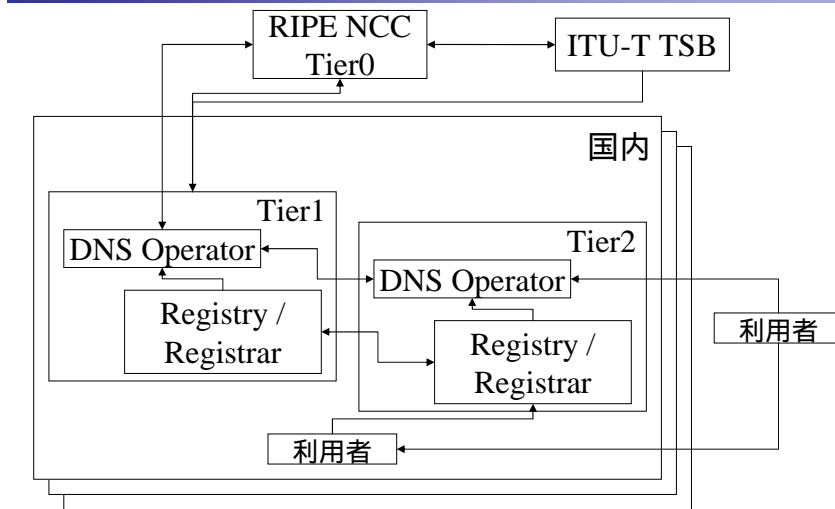 RIPE NCC
Tier0
ITU-T TSB
国内
Tier1
DNS Operator
Registry /
Registrar
Tier2
DNS Operator
Registry /
Registrar
利用者
利用者